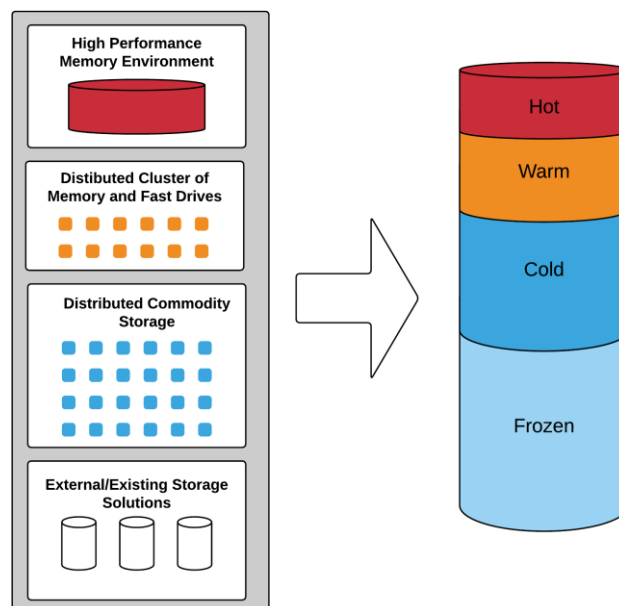 High Performance
Memory Environment
Distibuted Cluster of
Memory and Fast Drives
Distributed Commodity
Storage
External/Existing Storage
Solutions
Hot
Warm
Cold
Frozen